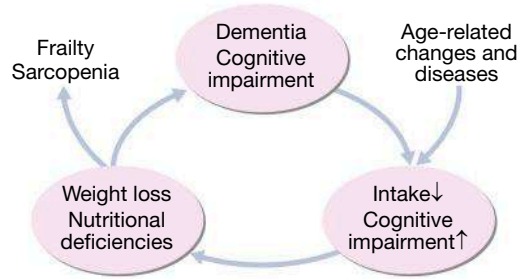 Frailty
Sarcopenia
Dementia
Cognitive
impairment
Age-related
changes and
diseases
Weight loss
Nutritional
deficiencies
Intake↓
Cognitive
impairment↑